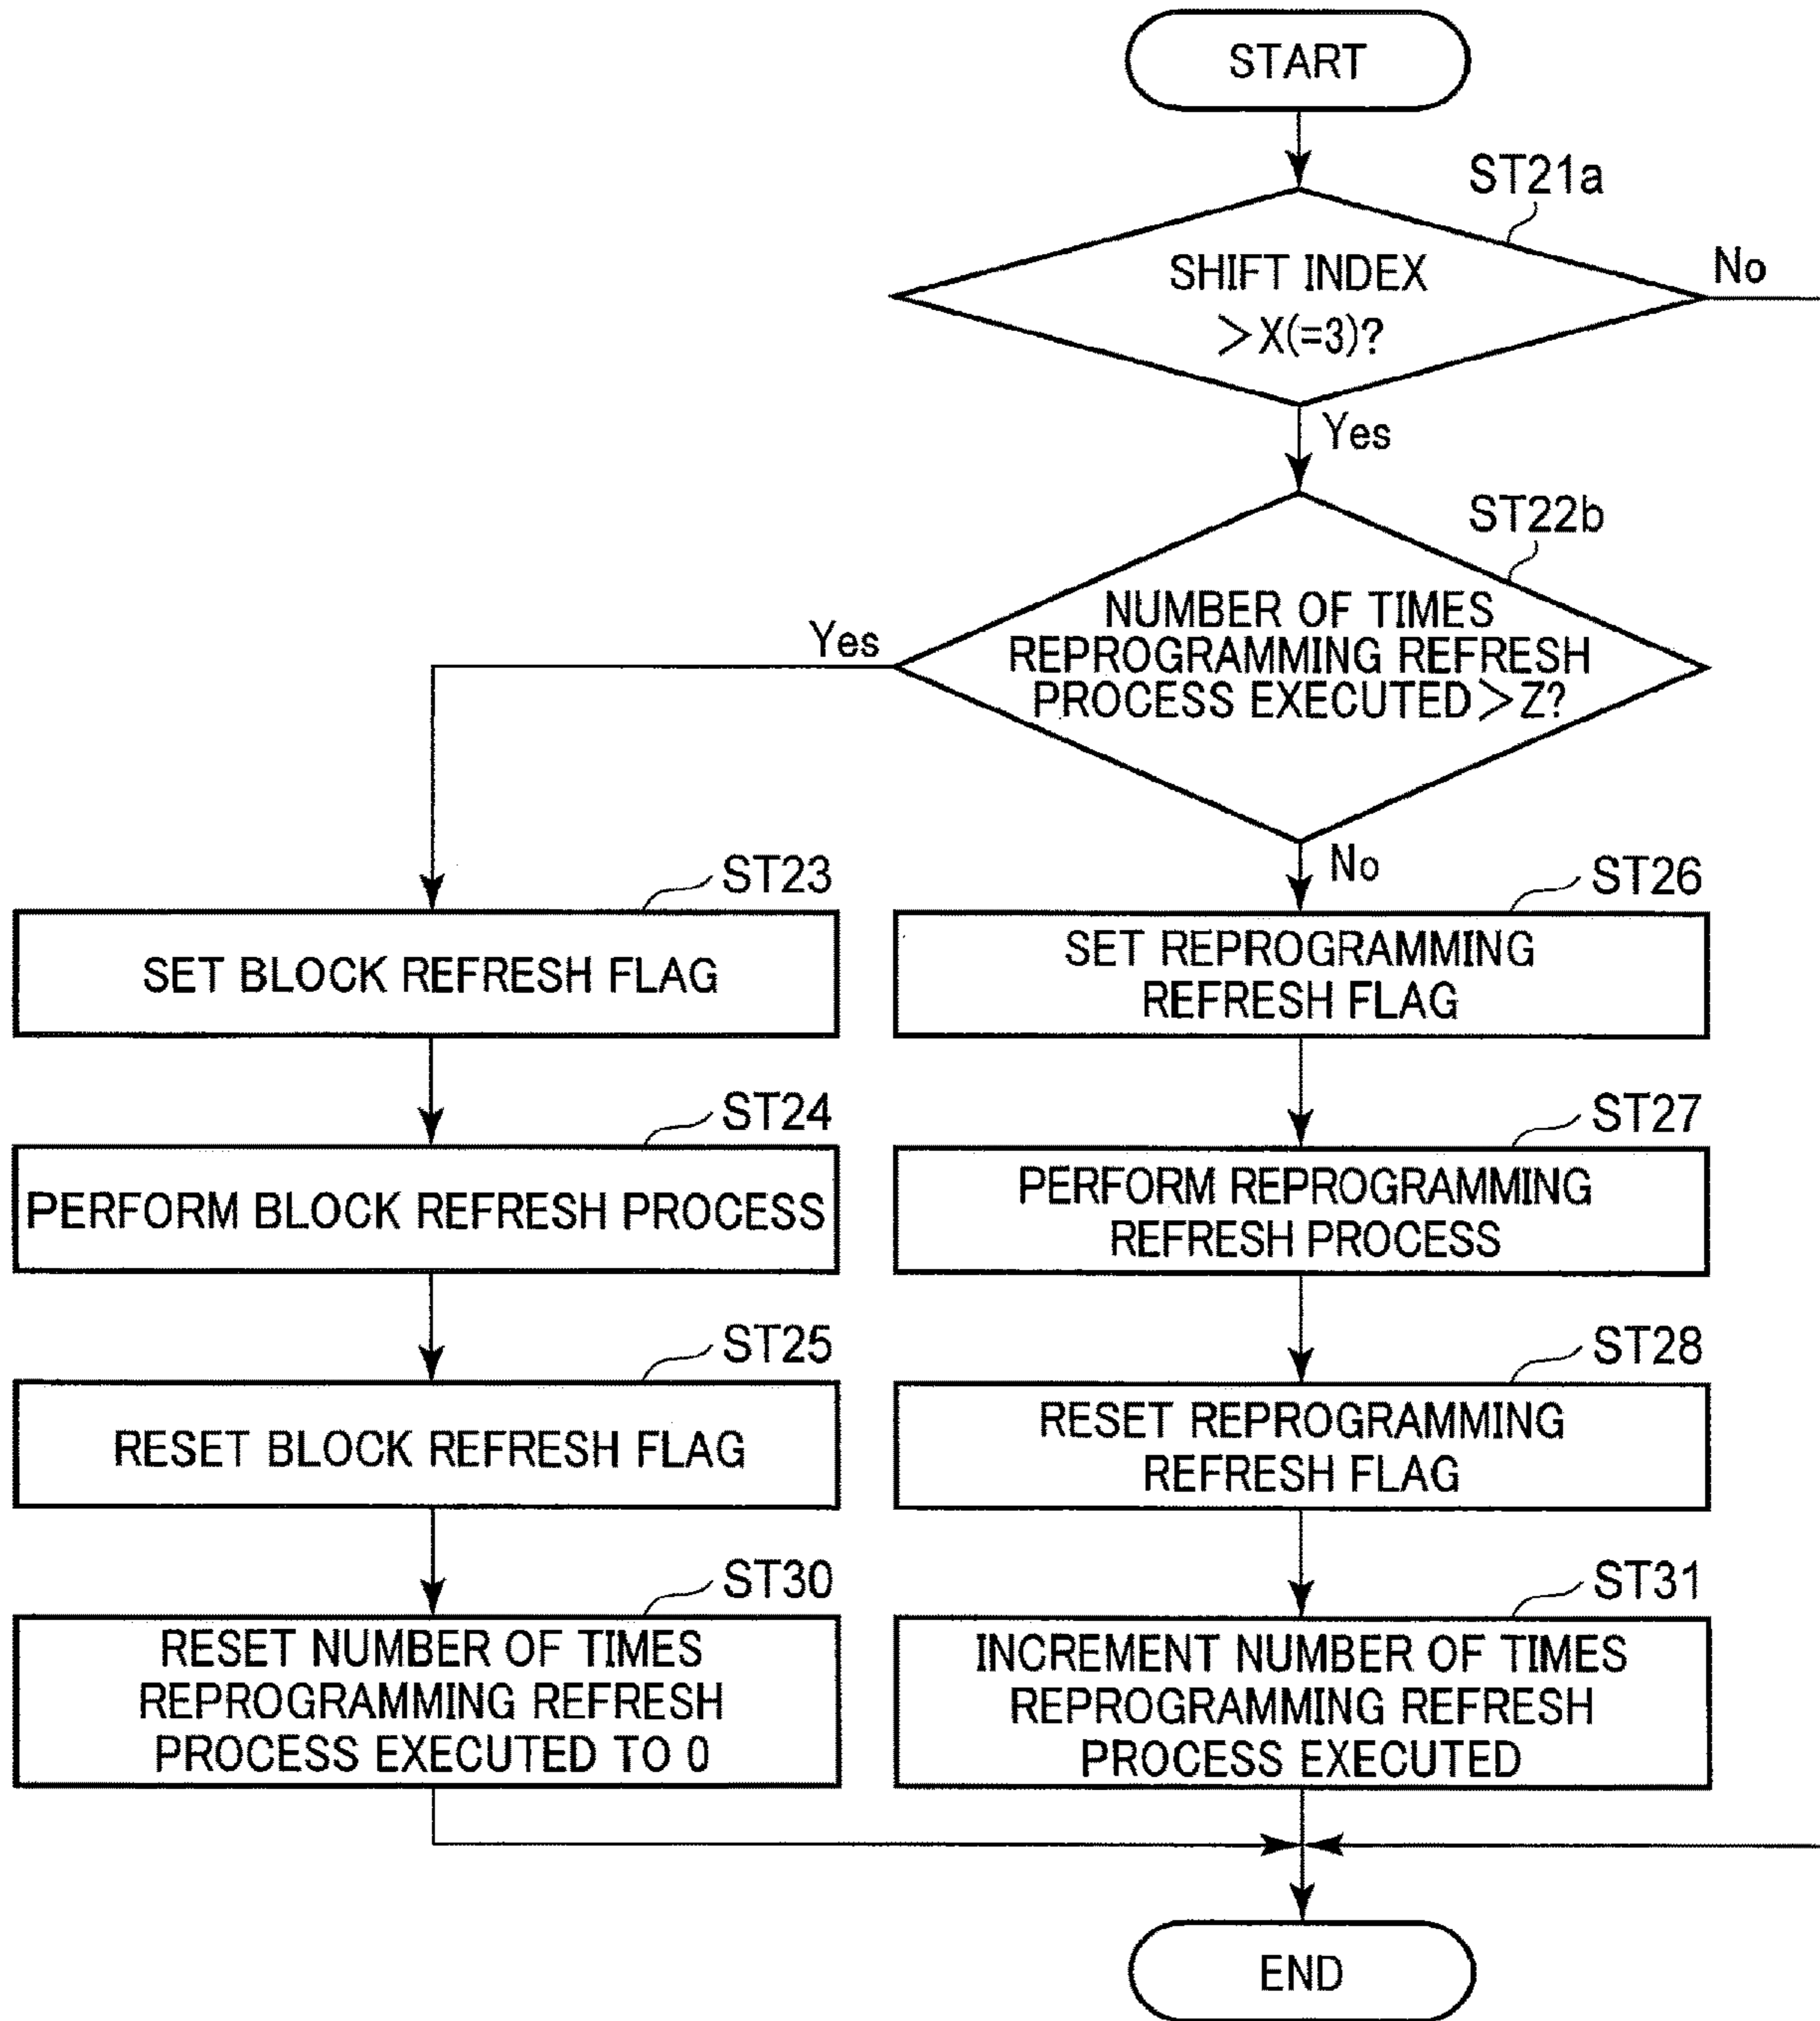 START
ST21a
SHIFT INDEX
>X(=3)?
No
Yes
ST22b
NUMBER OF TIMES
REPROGRAMMING REFRESH
PROCESS EXECUTED>Z?
Yes
No
ST23
SET BLOCK REFRESH FLAG
ST24
PERFORM BLOCK REFRESH PROCESS
ST25
RESET BLOCK REFRESH FLAG
ST30
RESET NUMBER OF TIMES
REPROGRAMMING REFRESH
PROCESS EXECUTED TO 0
ST26
SET REPROGRAMMING
REFRESH FLAG
ST27
PERFORM REPROGRAMMING
REFRESH PROCESS
ST28
RESET REPROGRAMMING
REFRESH FLAG
ST31
INCREMENT NUMBER OF TIMES
REPROGRAMMING REFRESH
PROCESS EXECUTED
END